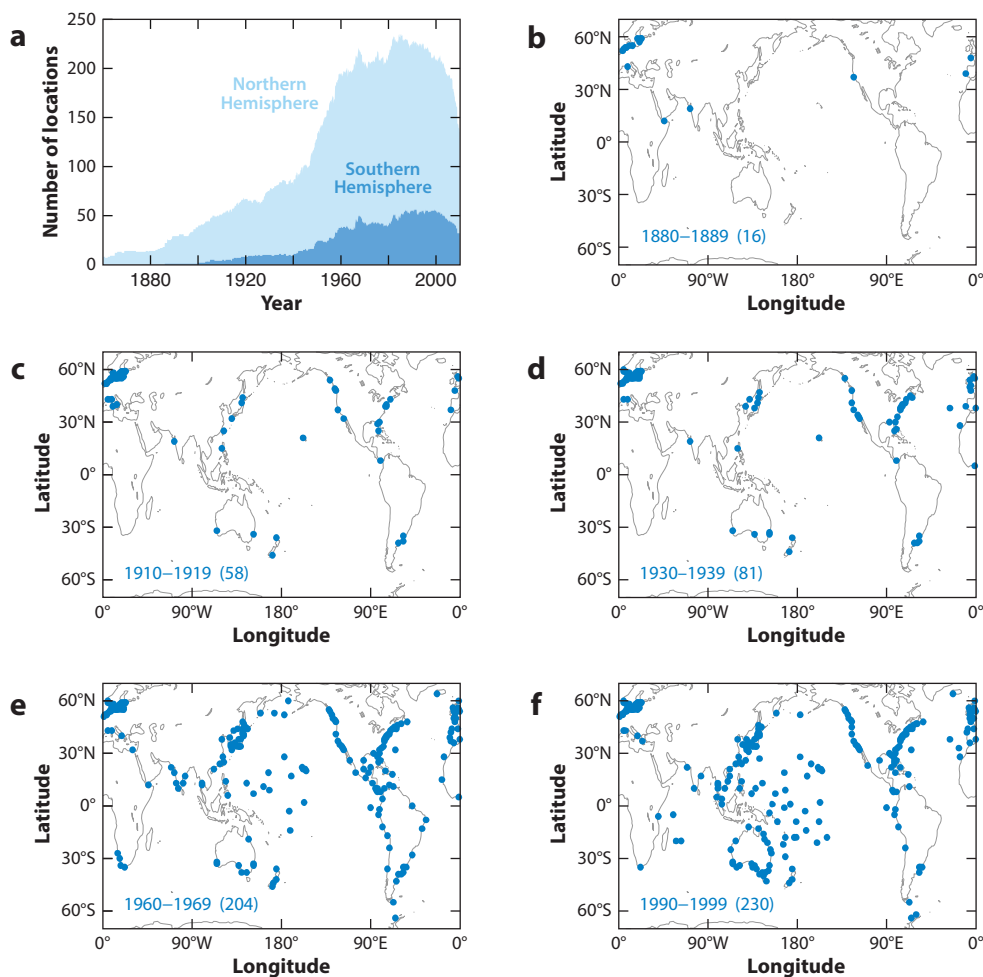 a
250
200
150
100
50
0
Number of locations
Northern
Hemisphere
Southern
Hemisphere
1880
1920
1960
2000
Year
b
60°N
30°N
0°
30°S
60°S
Latitude
1880–1889 (16)
0°
90°W
180°
90°E
0°
Longitude
c
60°N
30°N
0°
30°S
60°S
Latitude
1910–1919 (58)
0°
90°W
180°
90°E
0°
Longitude
d
60°N
30°N
0°
30°S
60°S
Latitude
1930–1939 (81)
0°
90°W
180°
90°E
0°
Longitude
e
60°N
30°N
0°
30°S
60°S
Latitude
1960–1969 (204)
0°
90°W
180°
90°E
0°
Longitude
f
60°N
30°N
0°
30°S
60°S
Latitude
1990–1999 (230)
0°
90°W
180°
90°E
0°
Longitude